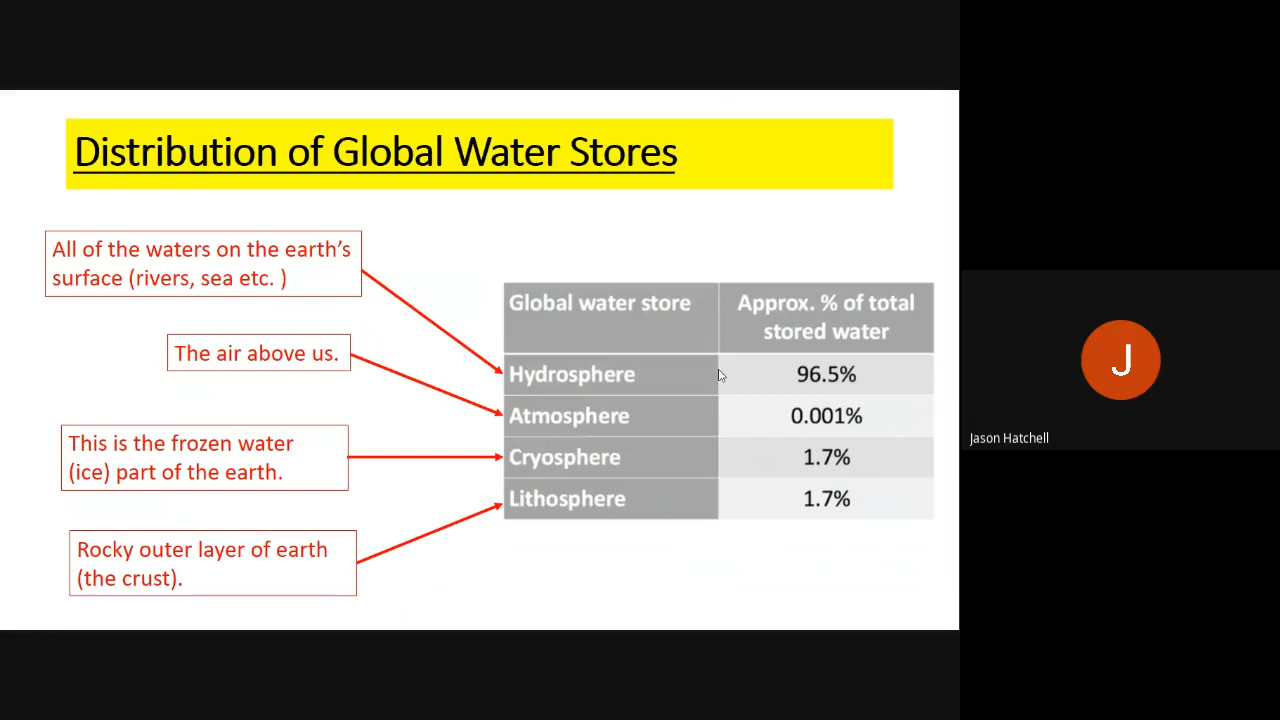 Distribution of Global Water Stores
All of the waters on the earth's
surface (rivers, sea etc. )
The air above us.
This is the frozen water
(ice) part of the earth.
Rocky outer layer of earth
(the crust).
Global water store
Approx. % of total
stored water
Hydrosphere
96.5%
Atmosphere
0.001%
Cryosphere
1.7%
Lithosphere
1.7%
J
Jason Hatchell